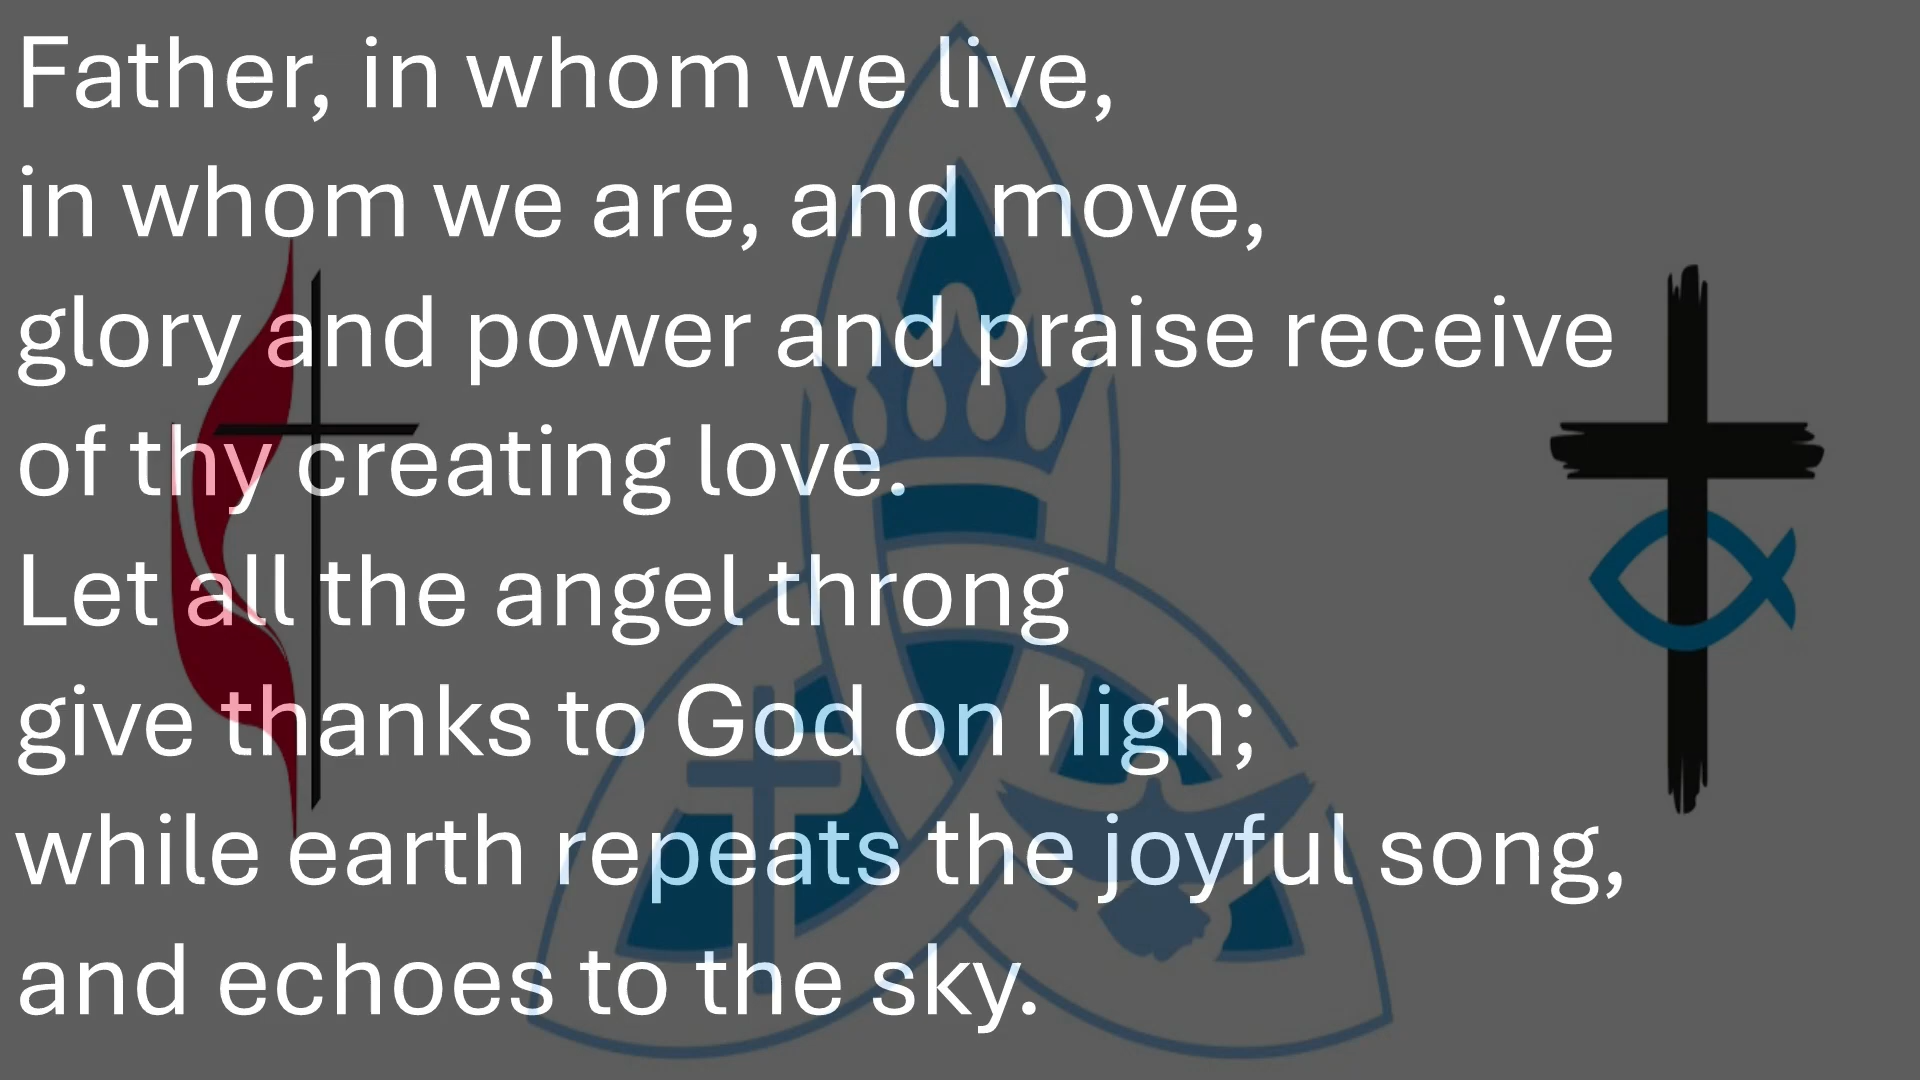 Father, in whom we live,
in whom we are, and move,
glory and power and praise receive
of thy creating love.
Let all the angel throng
give thanks to God on high;
while earth repeats the joyful song,
and echoes to the sky.